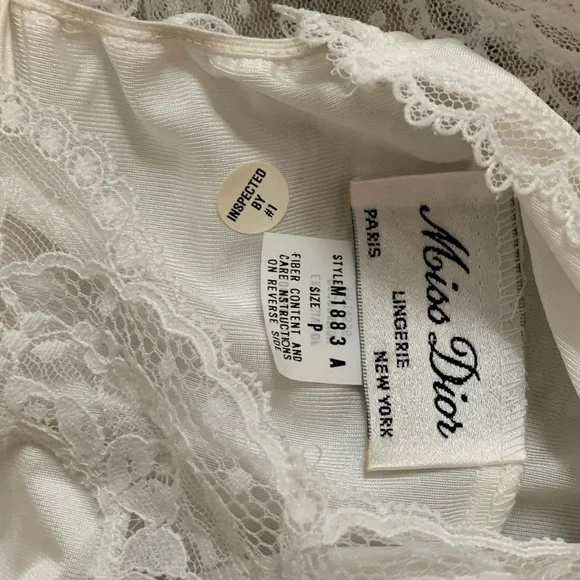 INSPECTED
BY
#1
STYLE M1883 A
SIZE P
FIBER CONTENT AND
CARE INSTRUCTIONS
ON REVERSE SIDE
Miss Dior
LINGERIE
PARIS NEW YORK